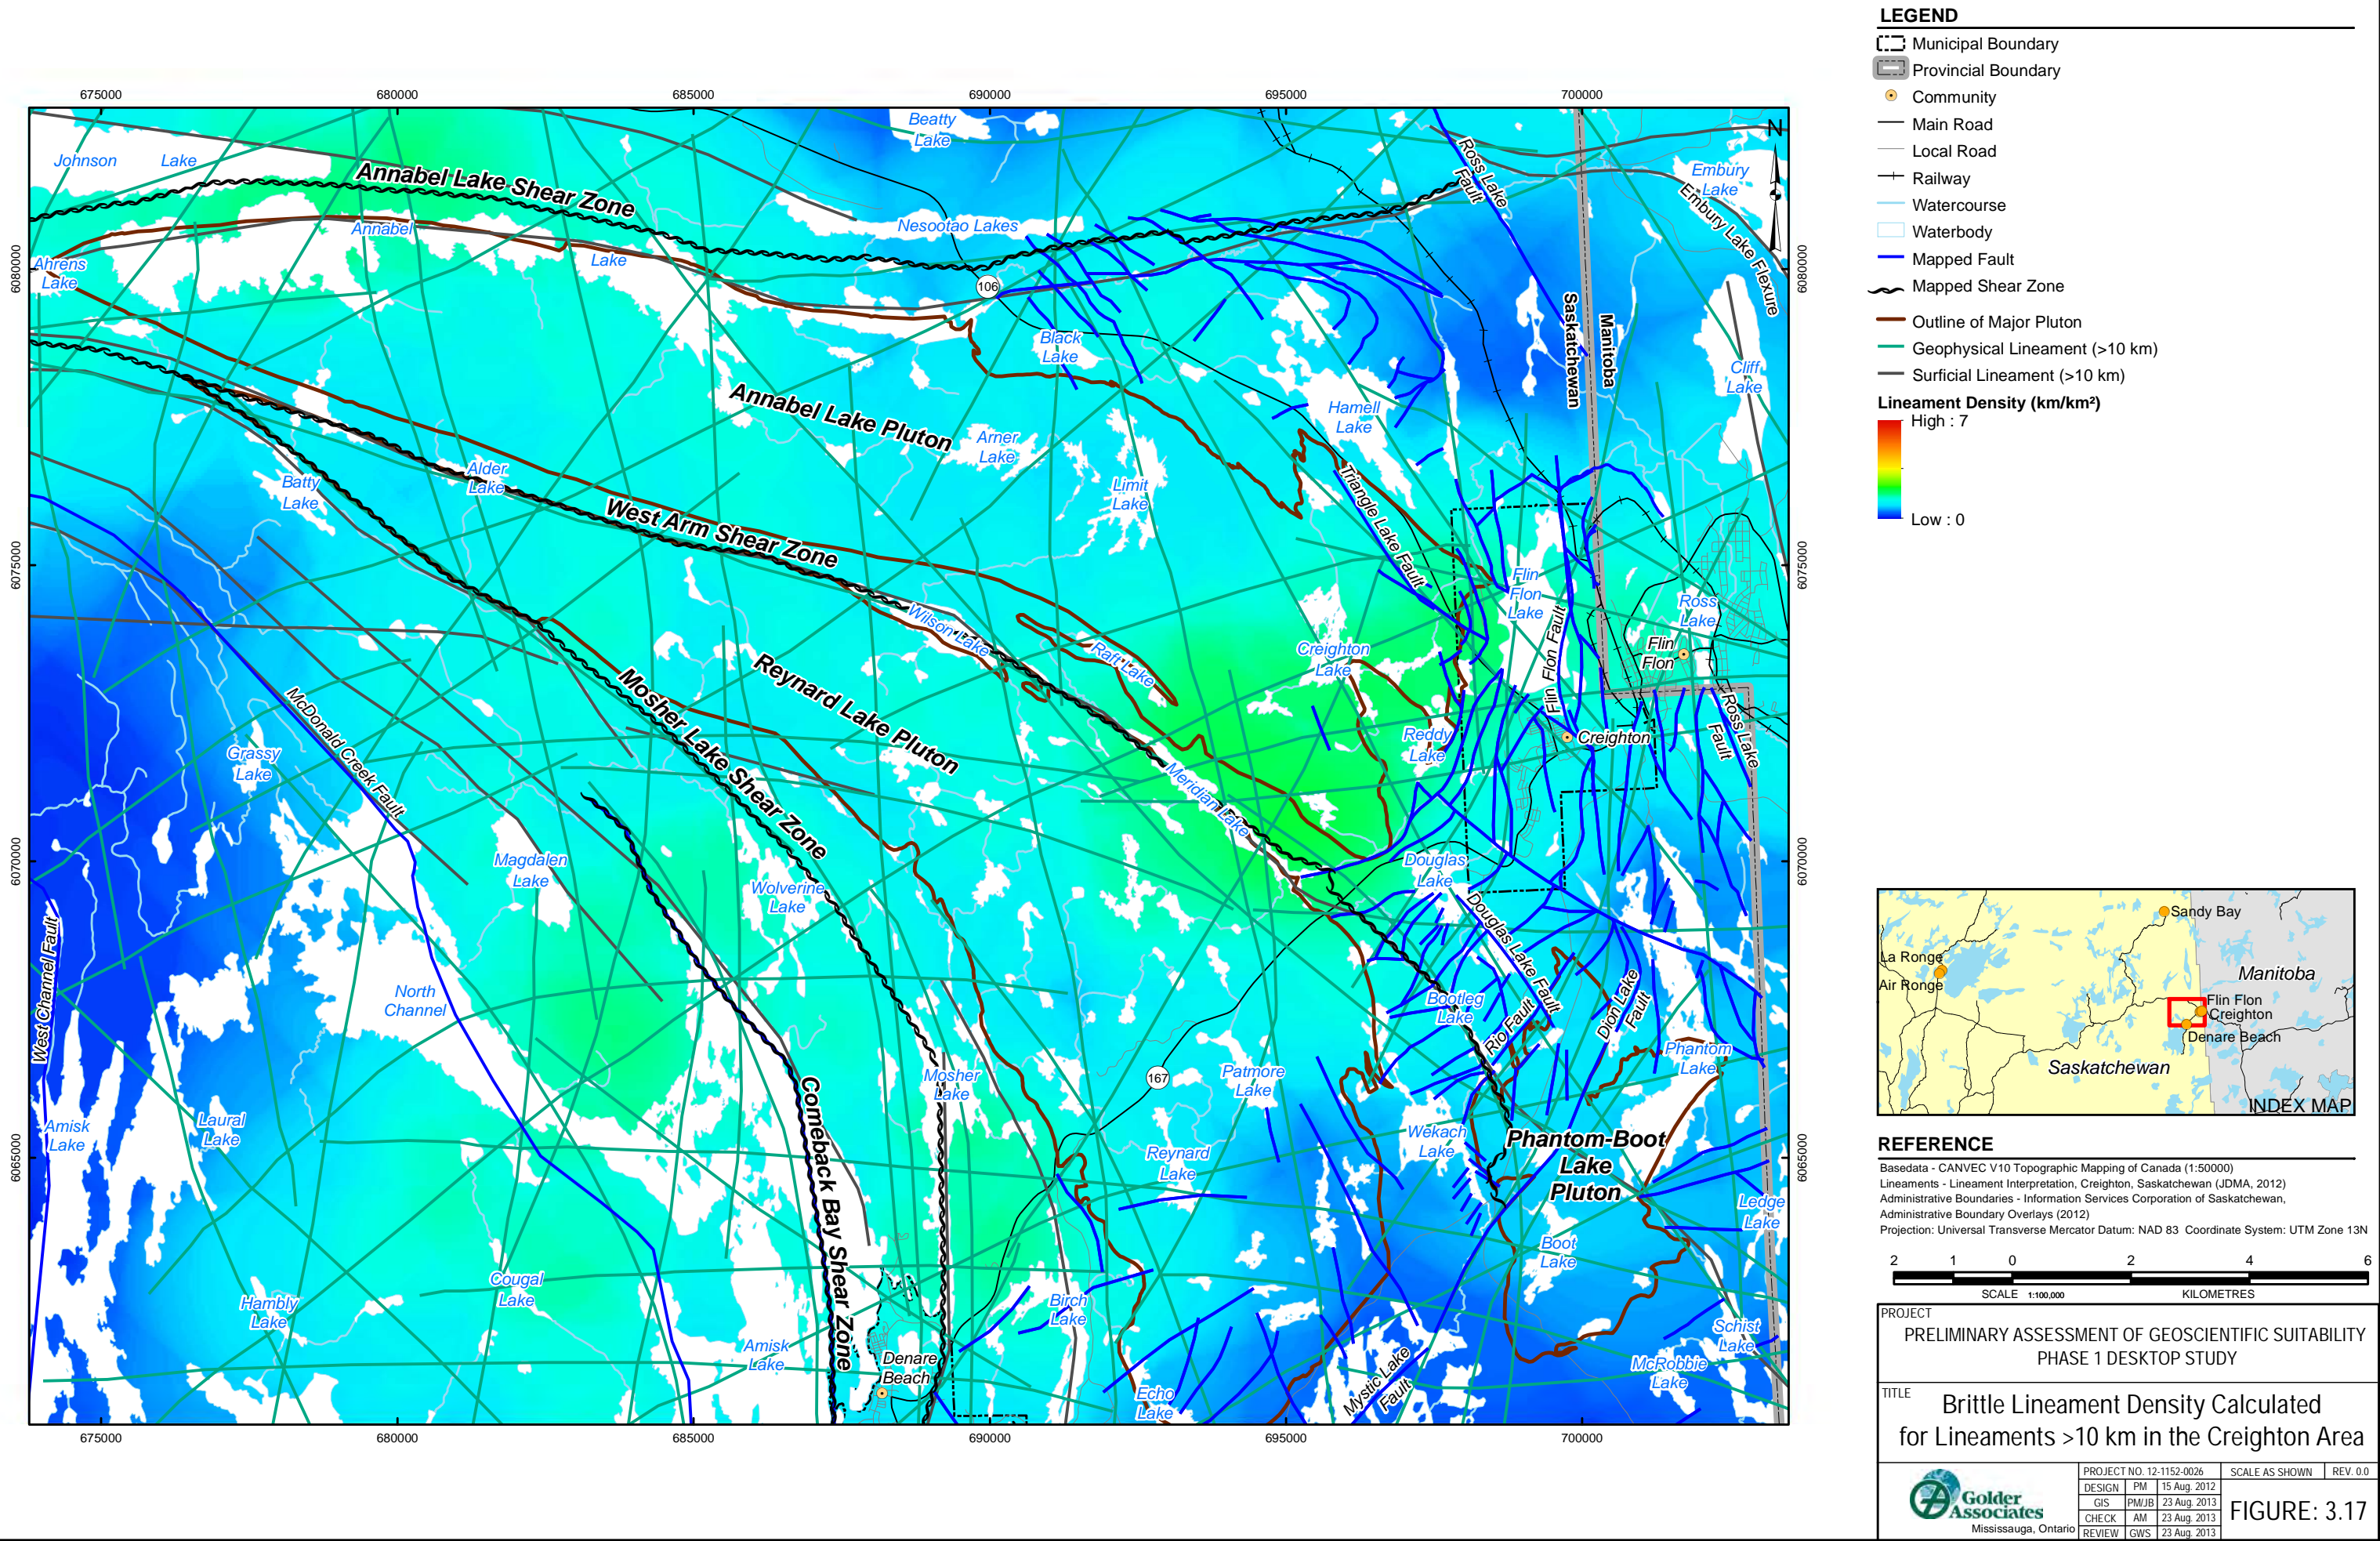 LEGEND
Municipal Boundary
Provincial Boundary
Community
Main Road
Local Road
Railway
Watercourse
Waterbody
Mapped Fault
Mapped Shear Zone
Outline of Major Pluton
Geophysical Lineament (>10 km)
Surficial Lineament (>10 km)
Lineament Density (km/km²)
High : 7
Low : 0
675000
680000
685000
690000
695000
700000
N
6080000
6075000
6070000
6065000
6080000
6075000
6070000
6065000
Johnson Lake
Annabel Lake Shear Zone
Beatty
Lake
Ross Lake
Fault
Embury
Lake
Embury Lake Flexure
Nesootao Lakes
Annabel
Lake
Ahrens
Lake
106
Black
Lake
Saskatchewan
Manitoba
Cliff
Lake
Annabel Lake Pluton
Hamell
Lake
Arner
Lake
Limit
Lake
Alder
Lake
Batty
Lake
Triangle Lake Fault
West Arm Shear Zone
Flin
Flon
Lake
Ross
Lake
Flin Flon Fault
Flin
Flon
Wilson Lake
Raft Lake
Creighton
Lake
Reynard Lake Pluton
Mosher Lake Shear Zone
McDonald Creek Fault
Grassy
Lake
Reddy
Lake
Creighton
Ross Lake
Fault
Meridian Lake
Magdalen
Lake
Wolverine
Lake
Douglas
Lake
Douglas Lake Fault
West Channel Fault
North
Channel
Bootleg
Lake
Rio Fault
Dion Lake
Fault
Phantom
Lake
Mosher
Lake
167
Patmore
Lake
Comeback Bay Shear Zone
Amisk
Lake
Laural
Lake
Wekach
Lake
Phantom-Boot
Lake
Pluton
Reynard
Lake
Ledge
Lake
Boot
Lake
Cougal
Lake
Hambly
Lake
Birch
Lake
Amisk
Lake
Denare
Beach
Echo
Lake
Mystic Lake
Fault
Schist
Lake
McRobbie
Lake
675000
680000
685000
690000
695000
700000
Sandy Bay
La Ronge
Air Ronge
Manitoba
Flin Flon
Creighton
Denare Beach
Saskatchewan
INDEX MAP
REFERENCE
Basedata - CANVEC V10 Topographic Mapping of Canada (1:50000)
Lineaments - Lineament Interpretation, Creighton, Saskatchewan (JDMA, 2012)
Administrative Boundaries - Information Services Corporation of Saskatchewan,
Administrative Boundary Overlays (2012)
Projection: Universal Transverse Mercator Datum: NAD 83 Coordinate System: UTM Zone 13N
2 1 0 2 4 6
SCALE 1:100,000 KILOMETRES
PROJECT
PRELIMINARY ASSESSMENT OF GEOSCIENTIFIC SUITABILITY
PHASE 1 DESKTOP STUDY
TITLE
Brittle Lineament Density Calculated
for Lineaments >10 km in the Creighton Area
Golder
Associates
Mississauga, Ontario
PROJECT NO. 12-1152-0026 SCALE AS SHOWN REV. 0.0
DESIGN PM 15 Aug. 2012
GIS PM/JB 23 Aug. 2013
CHECK AM 23 Aug. 2013
REVIEW GWS 23 Aug. 2013
FIGURE: 3.17